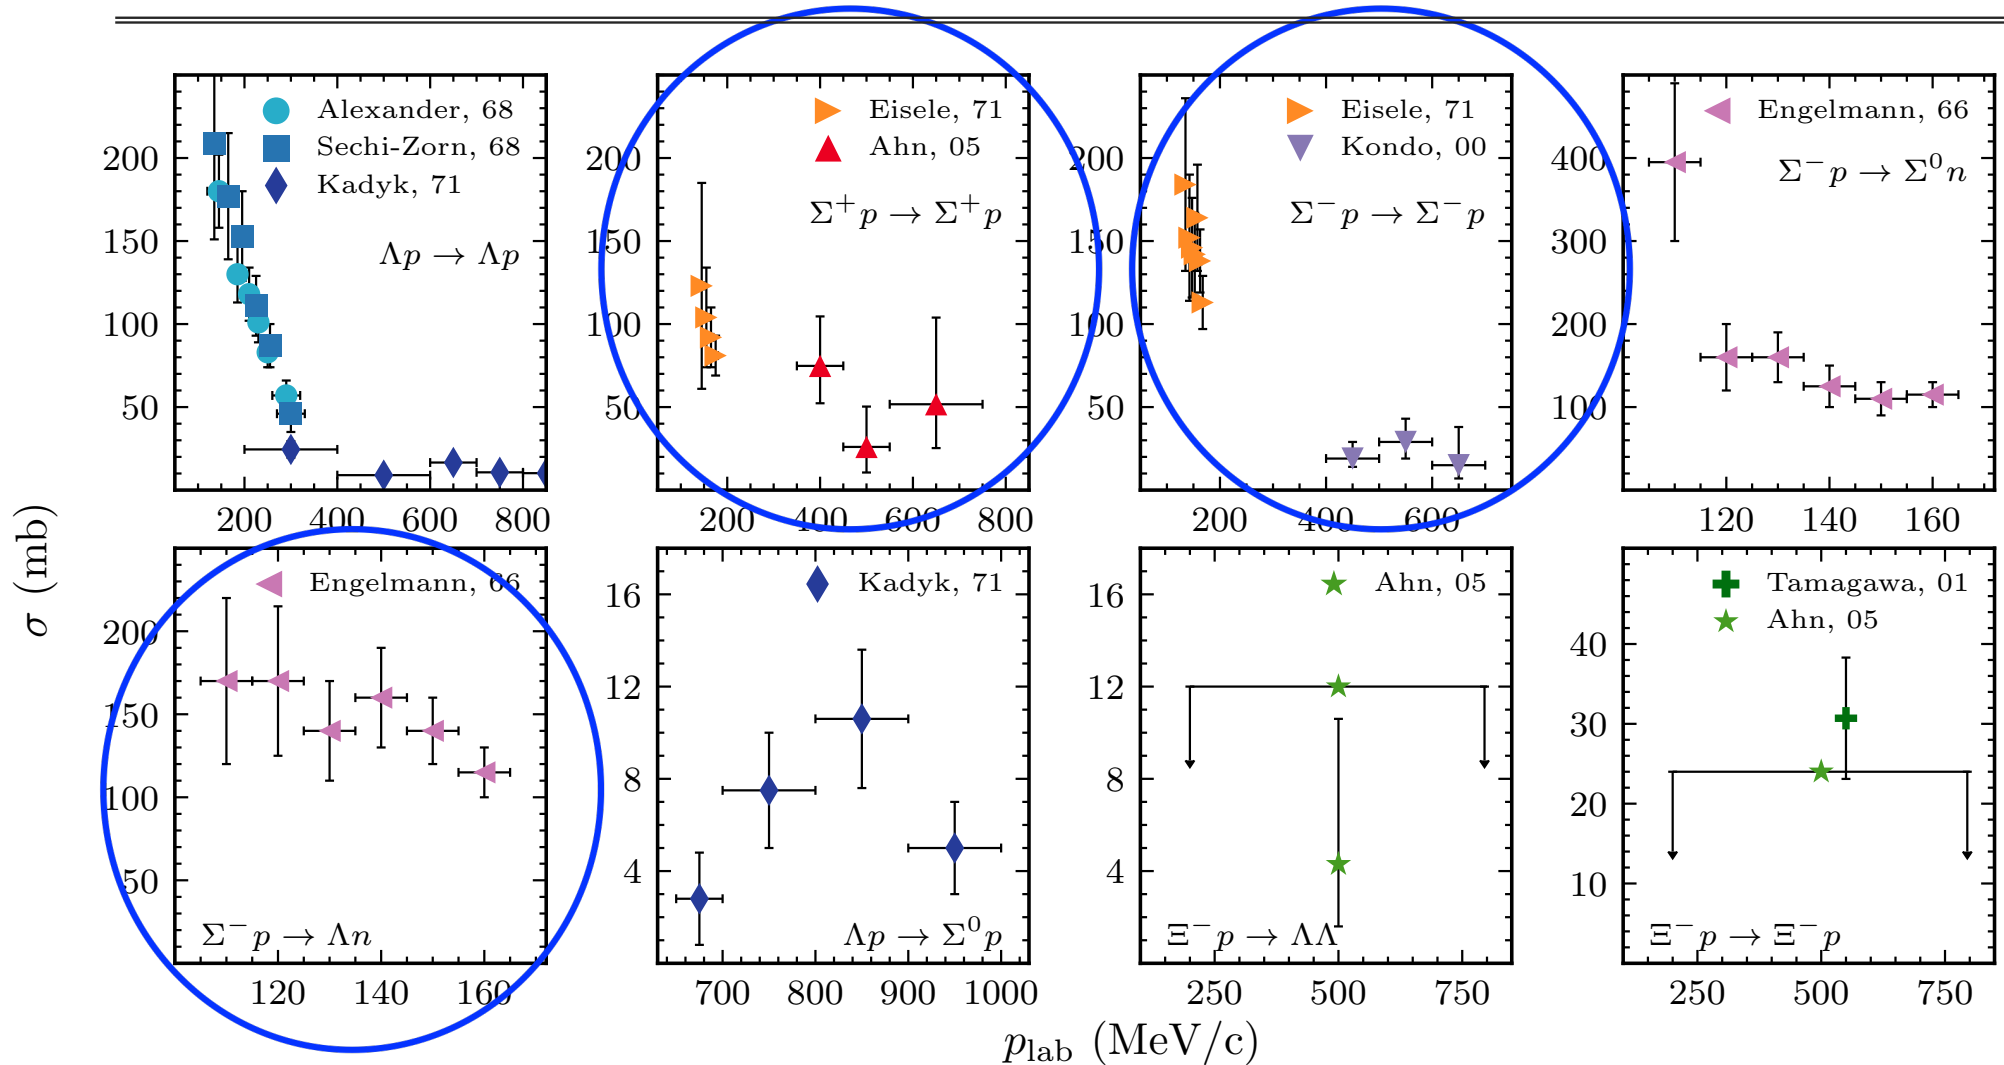 Alexander, 68
Sechi-Zorn, 68
Kadyk, 71
Λp → Λp
200
150
100
50
200 400 600 800
Eisele, 71
Ahn, 05
Σ⁺p → Σ⁺p
200
150
100
50
200 400 600 800
Eisele, 71
Kondo, 00
Σ⁻p → Σ⁻p
200
150
100
50
200 400 600
Engelmann, 66
Σ⁻p → Σ⁰n
400
300
200
100
120 140 160
σ (mb)
Engelmann, 66
200
150
100
50
Σ⁻p → Λn
120 140 160
Kadyk, 71
16
12
8
4
Λp → Σ⁰p
700 800 900 1000
Ahn, 05
16
12
8
4
Ξ⁻p → ΛΛ
250 500 750
Tamagawa, 01
Ahn, 05
40
30
20
10
Ξ⁻p → Ξ⁻p
250 500 750
p_lab (MeV/c)